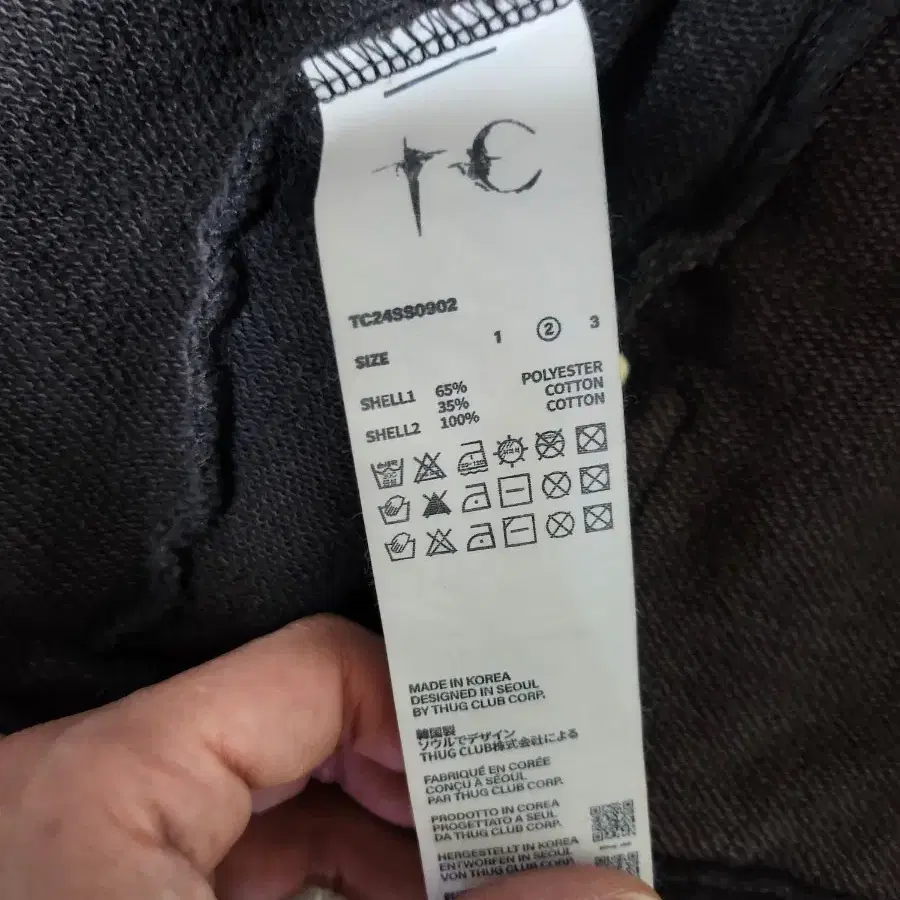 TC
TC24SS0902
SIZE 1 2 3
SHELL1 65% POLYESTER
35% COTTON
SHELL2 100% COTTON
MADE IN KOREA
DESIGNED IN SEOUL
BY THUG CLUB CORP.
韓国製
ソウルでデザイン
THUG CLUB株式会社による
FABRIQUÉ EN CORÉE
CONÇU À SÉOUL
PAR THUG CLUB CORP.
PRODOTTO IN COREA
PROGETTATO A SEUL
DA THUG CLUB CORP.
HERGESTELLT IN KOREA
ENTWORFEN IN SEOUL
VON THUG CLUB CORP.